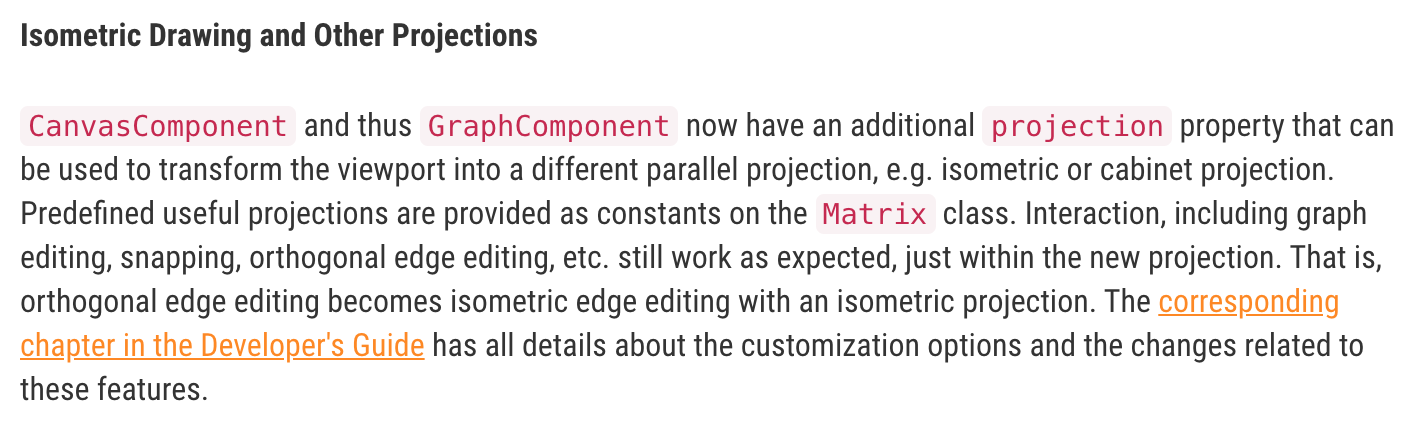 Isometric Drawing and Other Projections
CanvasComponent and thus GraphComponent now have an additional projection property that can
be used to transform the viewport into a different parallel projection, e.g. isometric or cabinet projection.
Predefined useful projections are provided as constants on the Matrix class. Interaction, including graph
editing, snapping, orthogonal edge editing, etc. still work as expected, just within the new projection. That is,
orthogonal edge editing becomes isometric edge editing with an isometric projection. The corresponding
chapter in the Developer's Guide has all details about the customization options and the changes related to
these features.